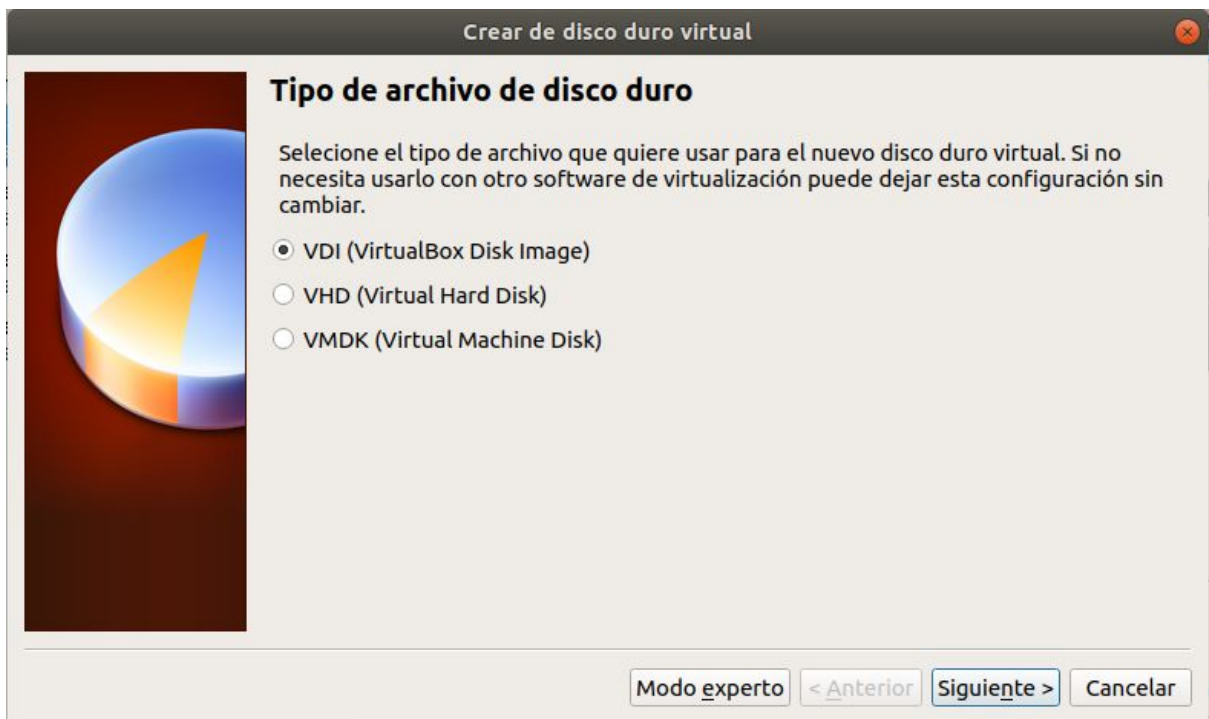 Crear de disco duro virtual
Tipo de archivo de disco duro
Selecione el tipo de archivo que quiere usar para el nuevo disco duro virtual. Si no
necesita usarlo con otro software de virtualización puede dejar esta configuración sin
cambiar.
VDI (VirtualBox Disk Image)
VHD (Virtual Hard Disk)
VMDK (Virtual Machine Disk)
Modo experto < Anterior Siguiente > Cancelar